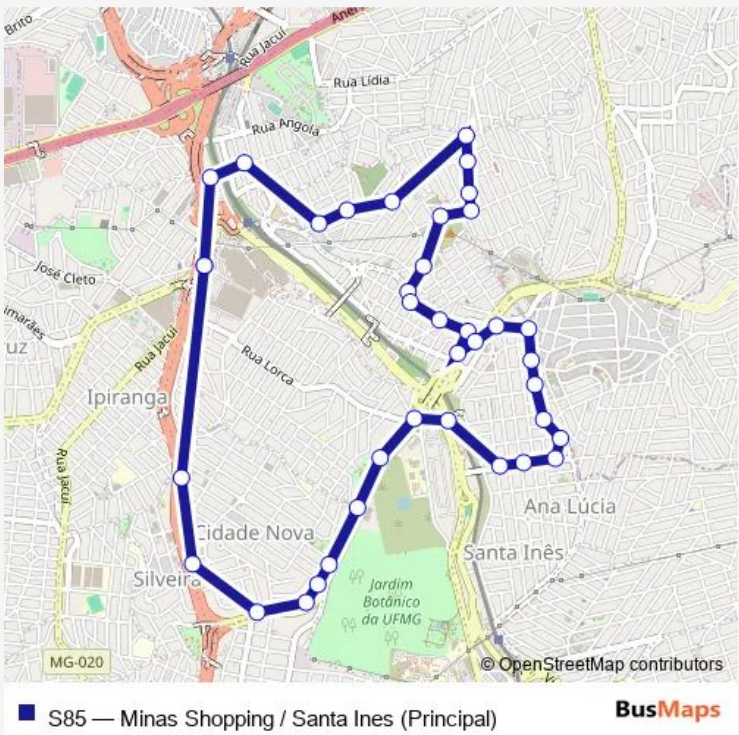 Brito
Rua Jacuí
Anel
Rua Lídia
Rua Angola
José Cleto
imarães
uz
Rua Jacuí
Rua Lorca
Ipiranga
Rua Jacuí
Ana Lúcia
Cidade Nova
Santa Inês
Silveira
Jardim
Botânico
da UFMG
MG-020
© OpenStreetMap contributors
S85 — Minas Shopping / Santa Ines (Principal)
BusMaps